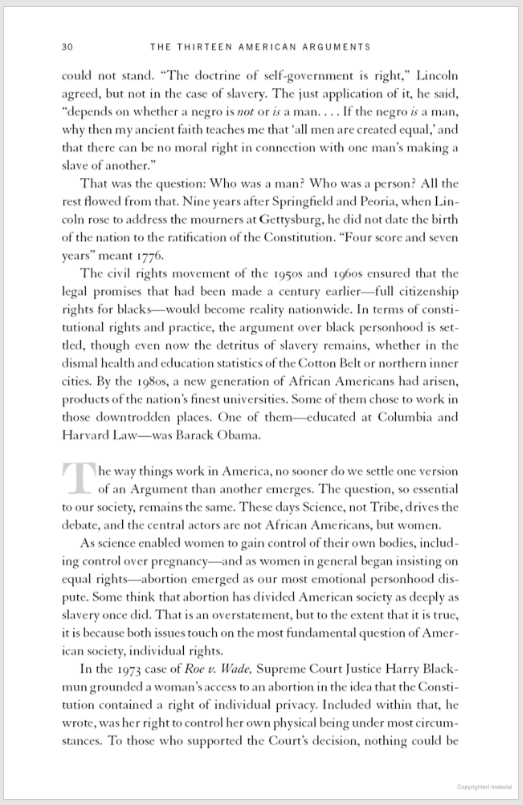 30 THE THIRTEEN AMERICAN ARGUMENTS
could not stand. “The doctrine of self-government is right,” Lincoln
agreed, but not in the case of slavery. The just application of it, he said,
“depends on whether a negro is not or is a man. . . . If the negro is a man,
why then my ancient faith teaches me that ‘all men are created equal,’ and
that there can be no moral right in connection with one man’s making a
slave of another.”
That was the question: Who was a man? Who was a person? All the
rest flowed from that. Nine years after Springfield and Peoria, when Lin-
coln rose to address the mourners at Gettysburg, he did not date the birth
of the nation to the ratification of the Constitution. “Four score and seven
years” meant 1776.
The civil rights movement of the 1950s and 1960s ensured that the
legal promises that had been made a century earlier—full citizenship
rights for blacks—would become reality nationwide. In terms of consti-
tutional rights and practice, the argument over black personhood is set-
tled, though even now the detritus of slavery remains, whether in the
dismal health and education statistics of the Cotton Belt or northern inner
cities. By the 1980s, a new generation of African Americans had arisen,
products of the nation’s finest universities. Some of them chose to work in
those downtrodden places. One of them—educated at Columbia and
Harvard Law—was Barack Obama.
The way things work in America, no sooner do we settle one version
of an Argument than another emerges. The question, so essential
to our society, remains the same. These days Science, not Tribe, drives the
debate, and the central actors are not African Americans, but women.
As science enabled women to gain control of their own bodies, includ-
ing control over pregnancy—and as women in general began insisting on
equal rights—abortion emerged as our most emotional personhood dis-
pute. Some think that abortion has divided American society as deeply as
slavery once did. That is an overstatement, but to the extent that it is true,
it is because both issues touch on the most fundamental question of Amer-
ican society, individual rights.
In the 1973 case of Roe v. Wade, Supreme Court Justice Harry Black-
mun grounded a woman’s access to an abortion in the idea that the Consti-
tution contained a right of individual privacy. Included within that, he
wrote, was her right to control her own physical being under most circum-
stances. To those who supported the Court’s decision, nothing could be
Copyrighted material